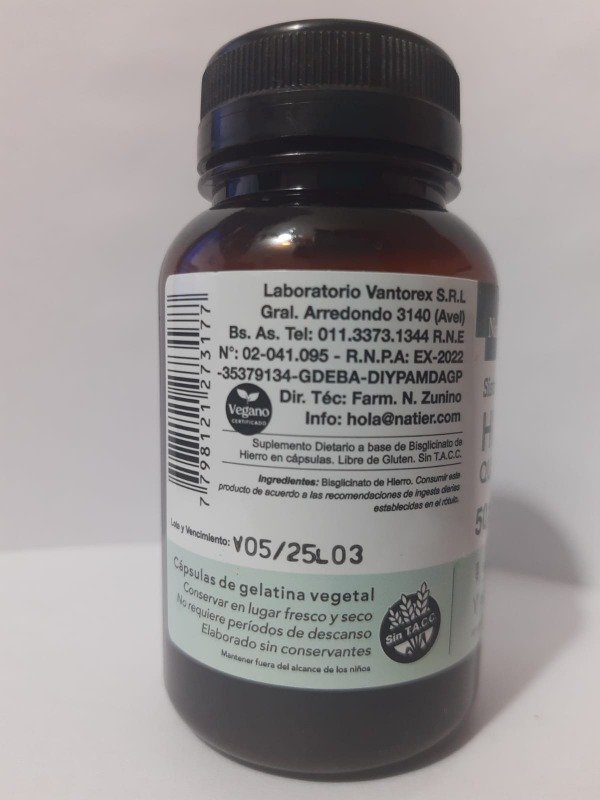 Laboratorio Vantorex S.R.L
Gral. Arredondo 3140 (Avel)
Bs. As. Tel: 011.3373.1344 R.N.E
N°: 02-041.095 - R.N.P.A: EX-2022
-35379134-GDEBA-DIYPAMDAGP
Dir. Téc: Farm. N. Zunino
Info: hola@natier.com
Vegano
CERTIFICADO
7 798121 273177
Suplemento Dietario a base de Bisglicinato de
Hierro en cápsulas. Libre de Gluten. Sin T.A.C.C.
Ingredientes: Bisglicinato de Hierro. Consumir este
producto de acuerdo a las recomendaciones de ingesta diarias
establecidas en el rótulo.
Lote y Vencimiento: V05/25L03
Cápsulas de gelatina vegetal
Conservar en lugar fresco y seco
No requiere períodos de descanso
Elaborado sin conservantes
Mantener fuera del alcance de los niños
Sin T.A.C.C.